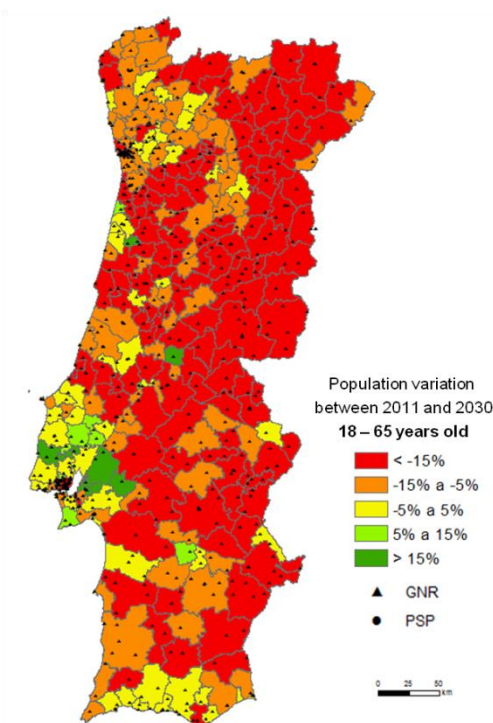 Population variation
between 2011 and 2030
18 – 65 years old
< -15%
-15% a -5%
-5% a 5%
5% a 15%
> 15%
GNR
PSP
0 25 50
km